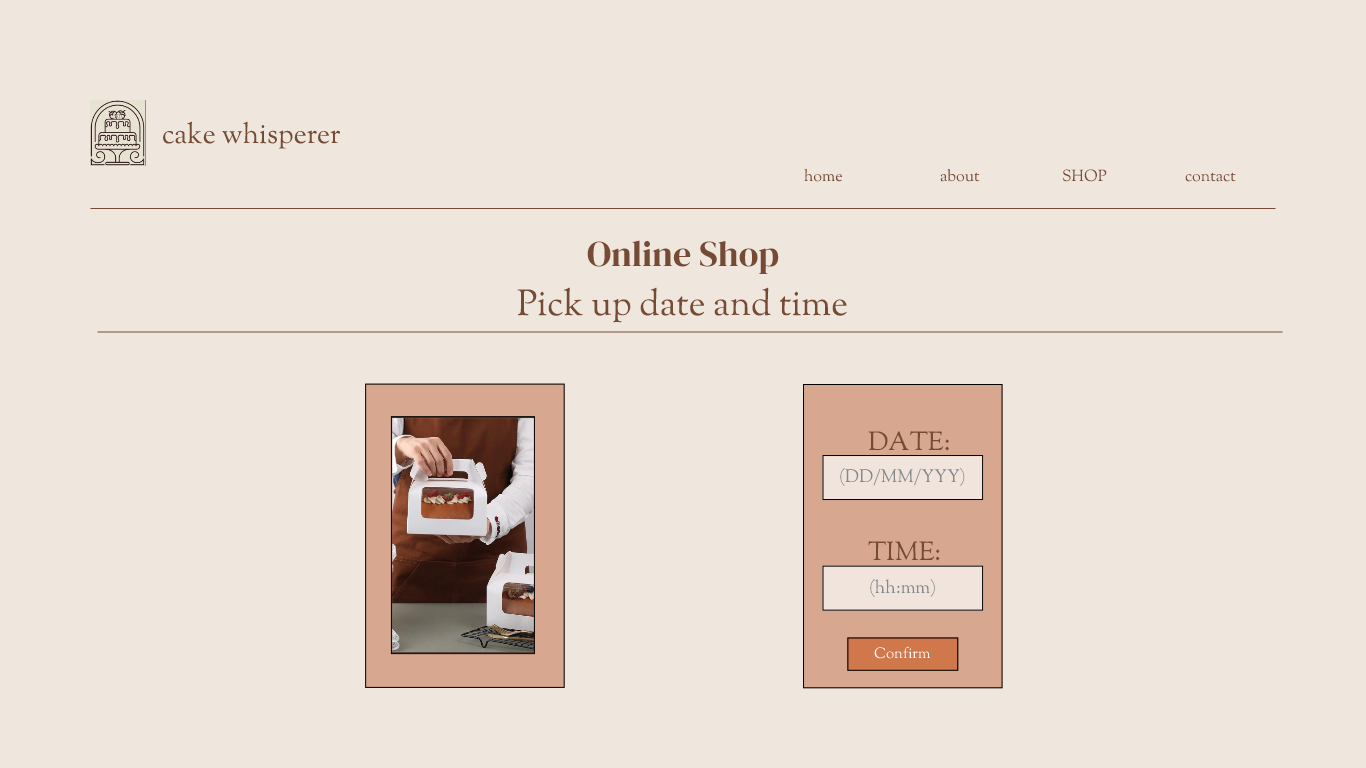 cake whisperer
home about SHOP contact
Online Shop
Pick up date and time
DATE:
(DD/MM/YYY)
TIME:
(hh:mm)
Confirm